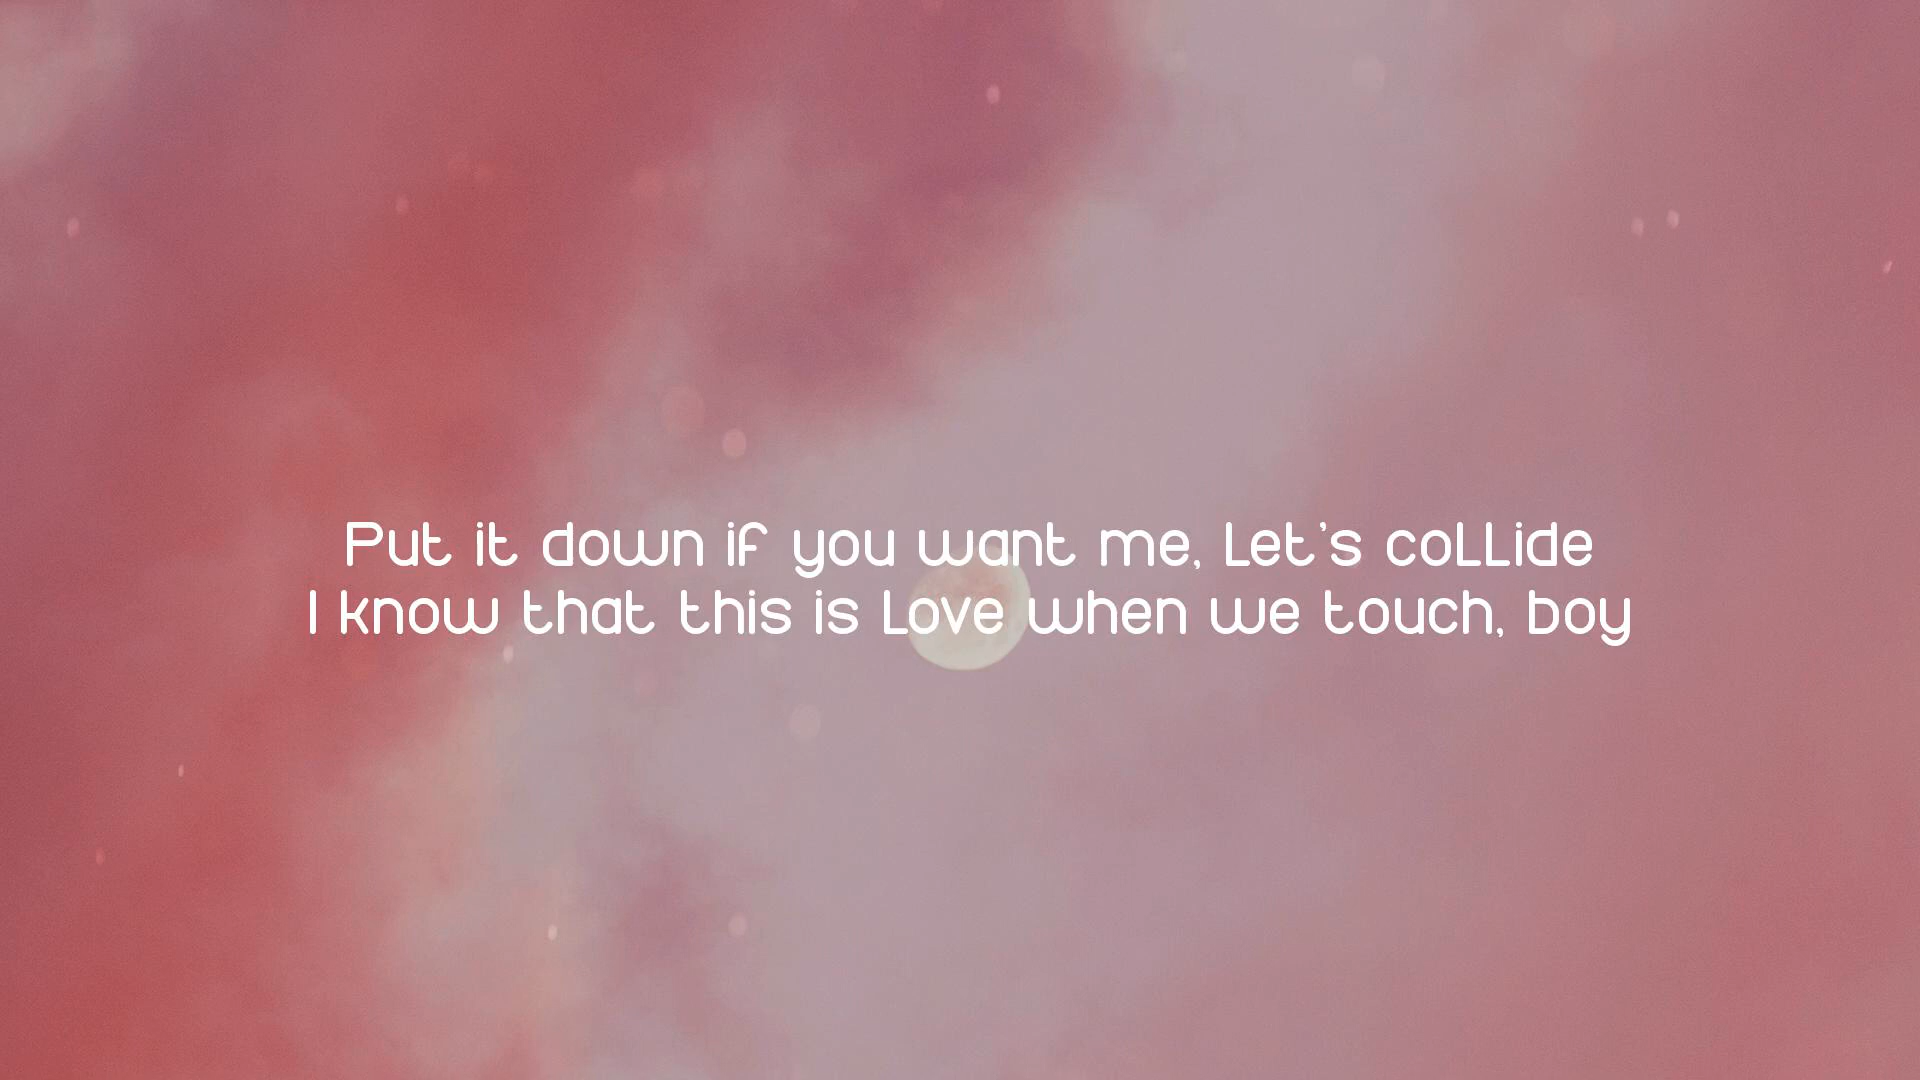 Put it down if you want me, Let's coLLide
I know that this is Love when we touch, boy